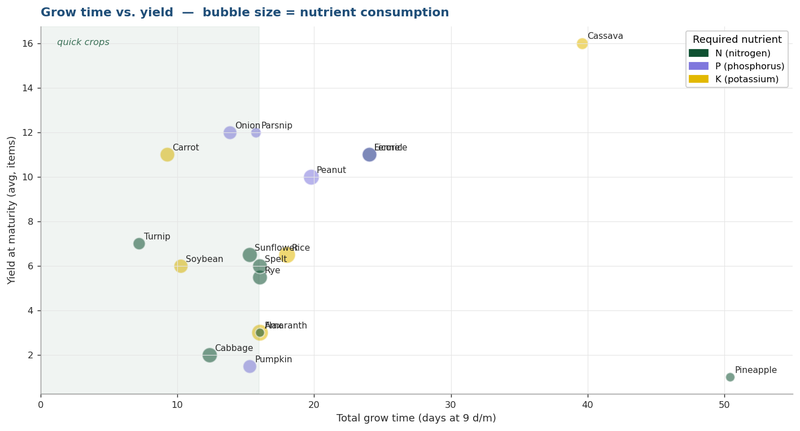 Grow time vs. yield — bubble size = nutrient consumption
quick crops
Required nutrient
N (nitrogen)
P (phosphorus)
K (potassium)
Cassava
Onion
Parsnip
Carrot
Peanut
Turnip
Sunflower
Rice
Soybean
Spelt
Rye
Amaranth
Cabbage
Pumpkin
Pineapple
16
14
12
10
8
6
4
2
0
10
20
30
40
50
Yield at maturity (avg. items)
Total grow time (days at 9 d/m)